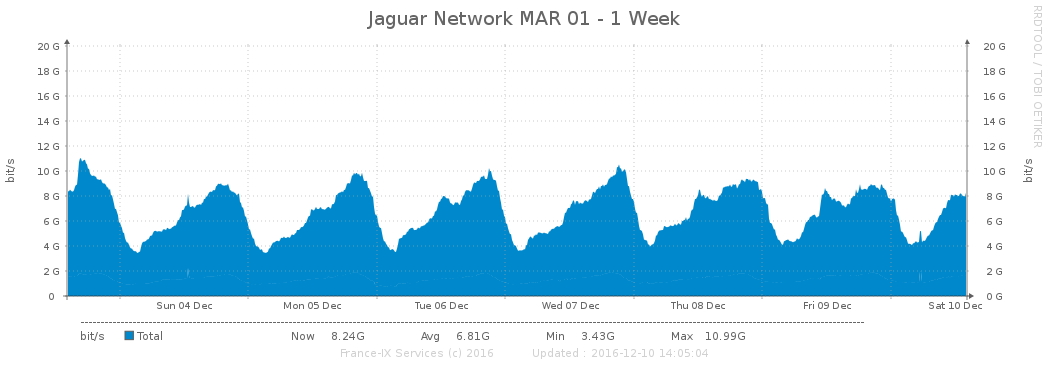 Jaguar Network MAR 01 - 1 Week
RRDTOOL / TOBI OETIKER
bit/s
20 G 20 G
18 G 18 G
16 G 16 G
14 G 14 G
12 G 12 G
10 G 10 G
8 G 8 G
6 G 6 G
4 G 4 G
2 G 2 G
0 0 G
bit/s
Sun 04 Dec Mon 05 Dec Tue 06 Dec Wed 07 Dec Thu 08 Dec Fri 09 Dec Sat 10 Dec
bit/s Total Now 8.24G Avg 6.81G Min 3.43G Max 10.99G
France-IX Services (c) 2016 Updated : 2016-12-10 14:05:04